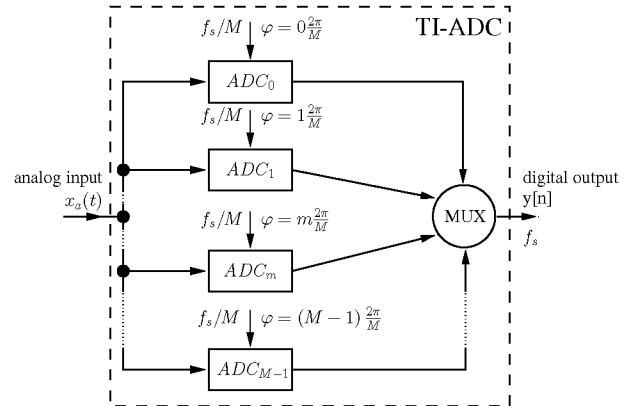 TI-ADC
f_s/M φ = 0 2π/M
ADC_0
f_s/M φ = 1 2π/M
ADC_1
analog input
x_a(t)
f_s/M φ = m 2π/M
ADC_m
f_s/M φ = (M − 1) 2π/M
ADC_{M−1}
MUX
digital output
y[n]
f_s